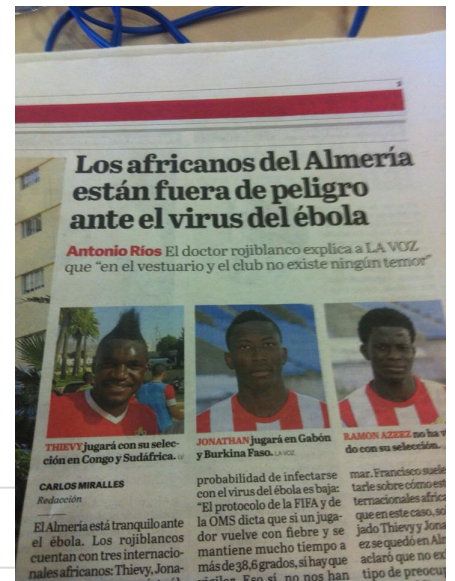 Los africanos del Almería
están fuera de peligro
ante el virus del ébola
Antonio Ríos El doctor rojiblanco explica a LA VOZ
que "en el vestuario y el club no existe ningún temor"
THIEVY jugará con su selec-
ción en Congo y Sudáfrica.
JONATHAN jugará en Gabón
y Burkina Faso. LA VOZ
RAMON AZEEZ no ha
do con su selección.
CARLOS MIRALLES
Redacción
El Almería está tranquilo ante
el ébola. Los rojiblancos
cuentan con tres internacio-
nales africanos: Thievy, Jona-
probabilidad de infectarse
con el virus del ébola es baja:
"El protocolo de la FIFA y de
la OMS dicta que si un juga-
dor vuelve con fiebre y se
mantiene mucho tiempo a
más de 38,6 grados, sí hay que
vigilar. Eso sí, no nos han
mar. Francisco suele
tarle sobre cómo est
ternacionales africa
que en este caso, so
jado Thievy y Jona
ez se quedó en Alm
aclaró que no ex
tipo de preocup